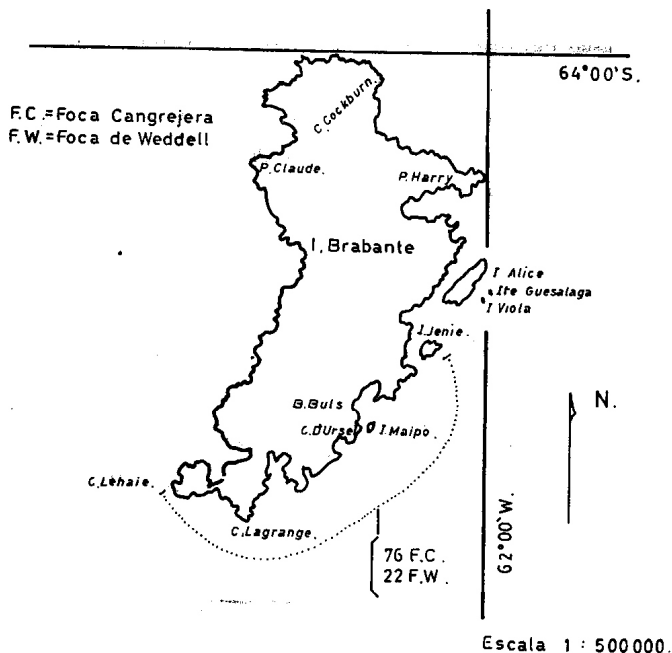 64°00'S.
F.C.=Foca Cangrejera
F.W.=Foca de Weddell
C.Cockburn.
P.Claude.
P.Harry
I.Brabante
I Alice
Ite Guesalaga
I Viola
I.Jenie.
N.
B.Buls
C.D'Urse
I.Maipo.
C.Lehaie.
C.Lagrange.
62°00'W.
76 F.C.
22 F.W.
Escala 1:500000.